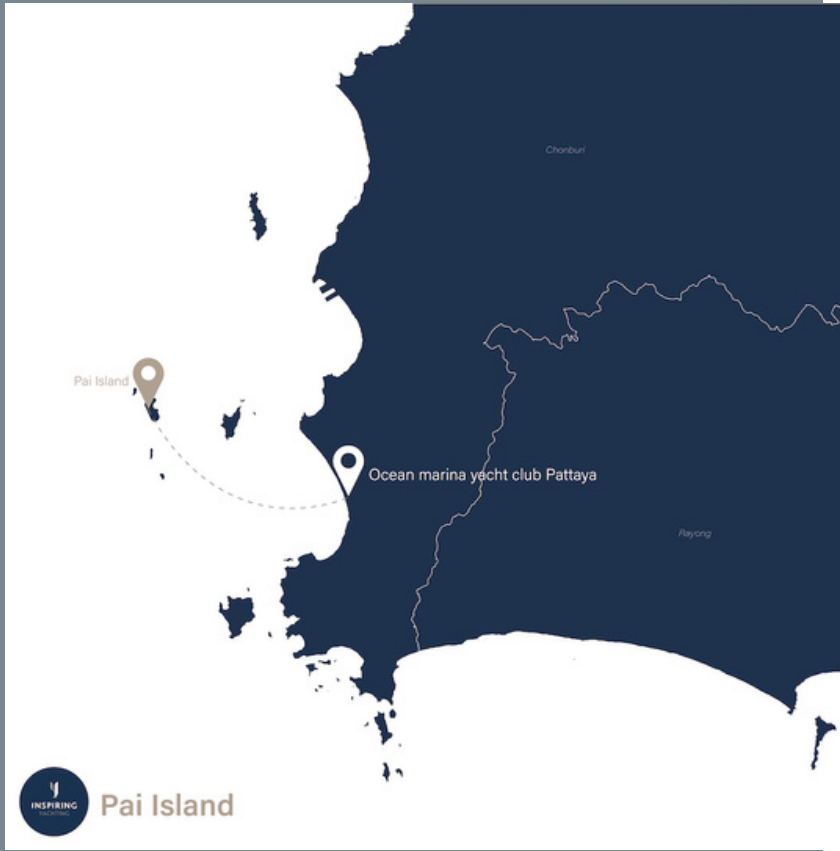 Chonburi
Pai Island
Ocean marina yacht club Pattaya
Rayong
INSPIRING
YACHTING
Pai Island